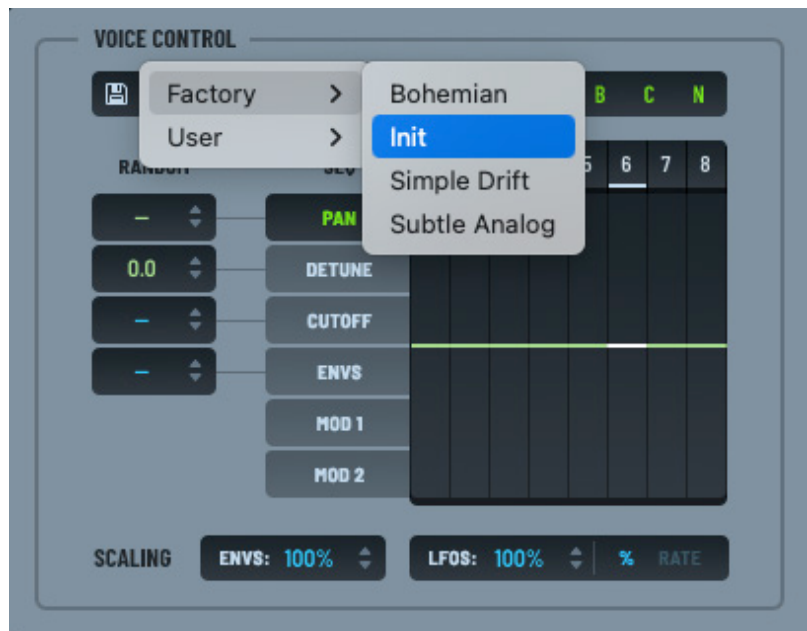 VOICE CONTROL
Factory > Bohemian B C N
User > Init
Simple Drift
6 7 8
PAN Subtle Analog
0.0 DETUNE
CUTOFF
ENVS
MOD 1
MOD 2
SCALING ENVS: 100% LFOS: 100% % RATE